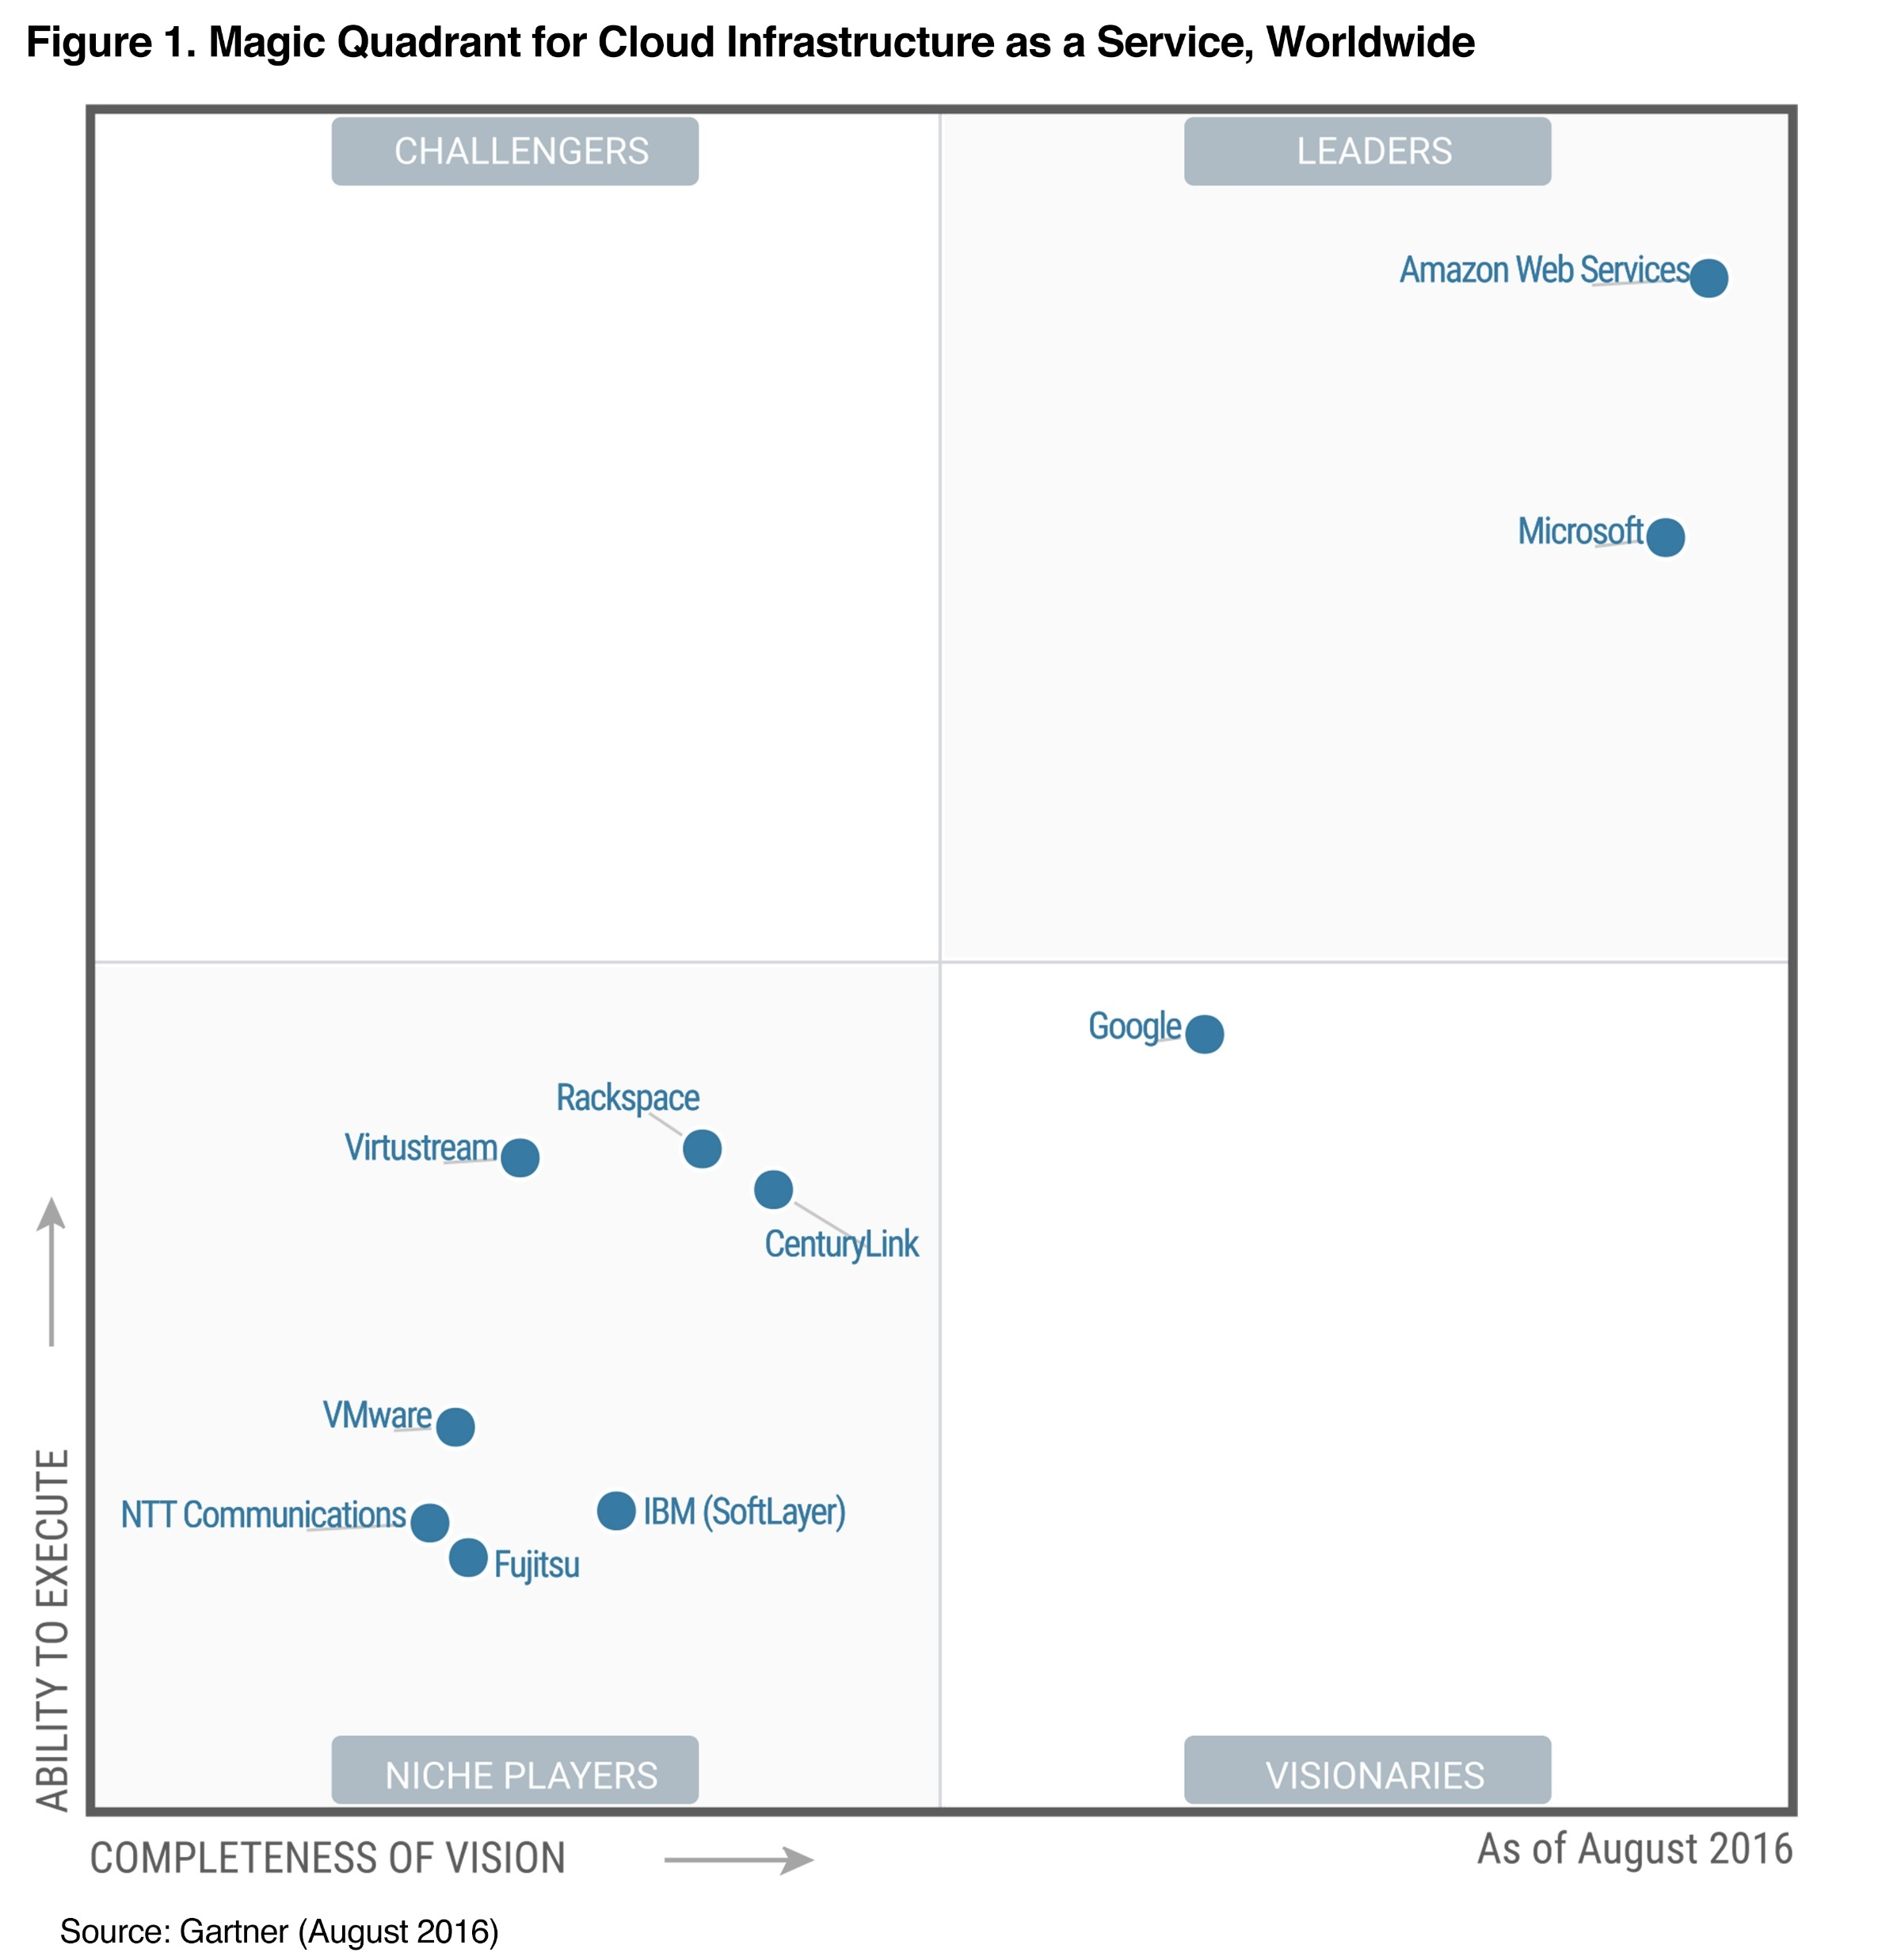 Figure 1. Magic Quadrant for Cloud Infrastructure as a Service, Worldwide
CHALLENGERS
LEADERS
Amazon Web Services
Microsoft
Google
Rackspace
Virtustream
CenturyLink
VMware
NTT Communications
IBM (SoftLayer)
Fujitsu
NICHE PLAYERS
VISIONARIES
ABILITY TO EXECUTE
COMPLETENESS OF VISION
As of August 2016
Source: Gartner (August 2016)